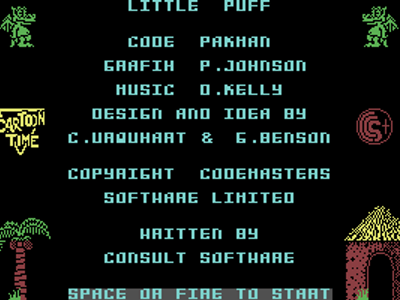 LITTLE PUFF
CODE PAKHAN
GRAFIX P.JOHNSON
MUSIC D.KELLY
DESIGN AND IDEA BY
C.URQUHART & G.BENSON
CARTOON
TIME
COPYRIGHT CODEMASTERS
SOFTWARE LIMITED
WRITTEN BY
CONSULT SOFTWARE
SPACE OR FIRE TO START